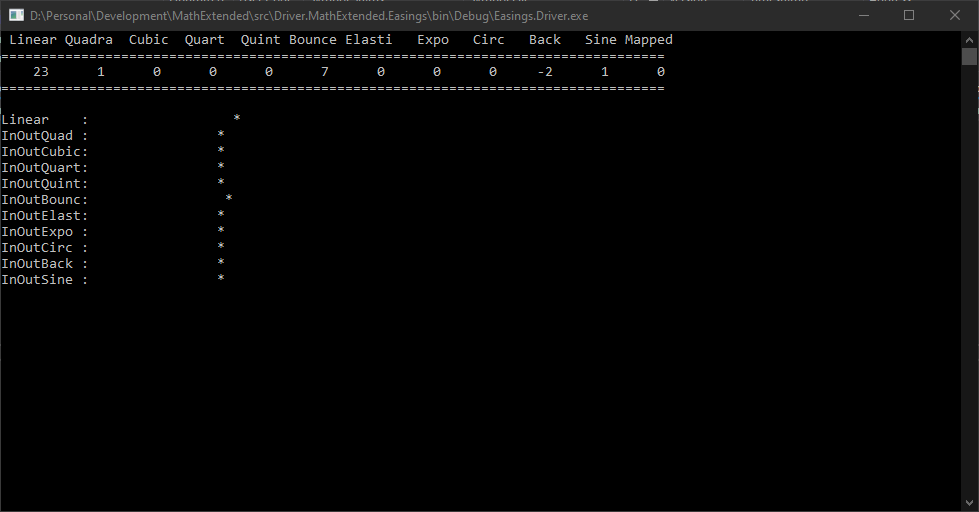 D:\Personal\Development\MathExtended\src\Driver.MathExtended.Easings\bin\Debug\Easings.Driver.exe
Linear Quadra  Cubic  Quart  Quint Bounce Elasti   Expo   Circ   Back   Sine Mapped
===================================================================================
    23      1      0      0      0      7      0      0      0     -2      1      0
===================================================================================
Linear    :                  *
InOutQuad :                *
InOutCubic:                *
InOutQuart:                *
InOutQuint:                *
InOutBounc:                 *
InOutElast:                *
InOutExpo :                *
InOutCirc :                *
InOutBack :                *
InOutSine :                *